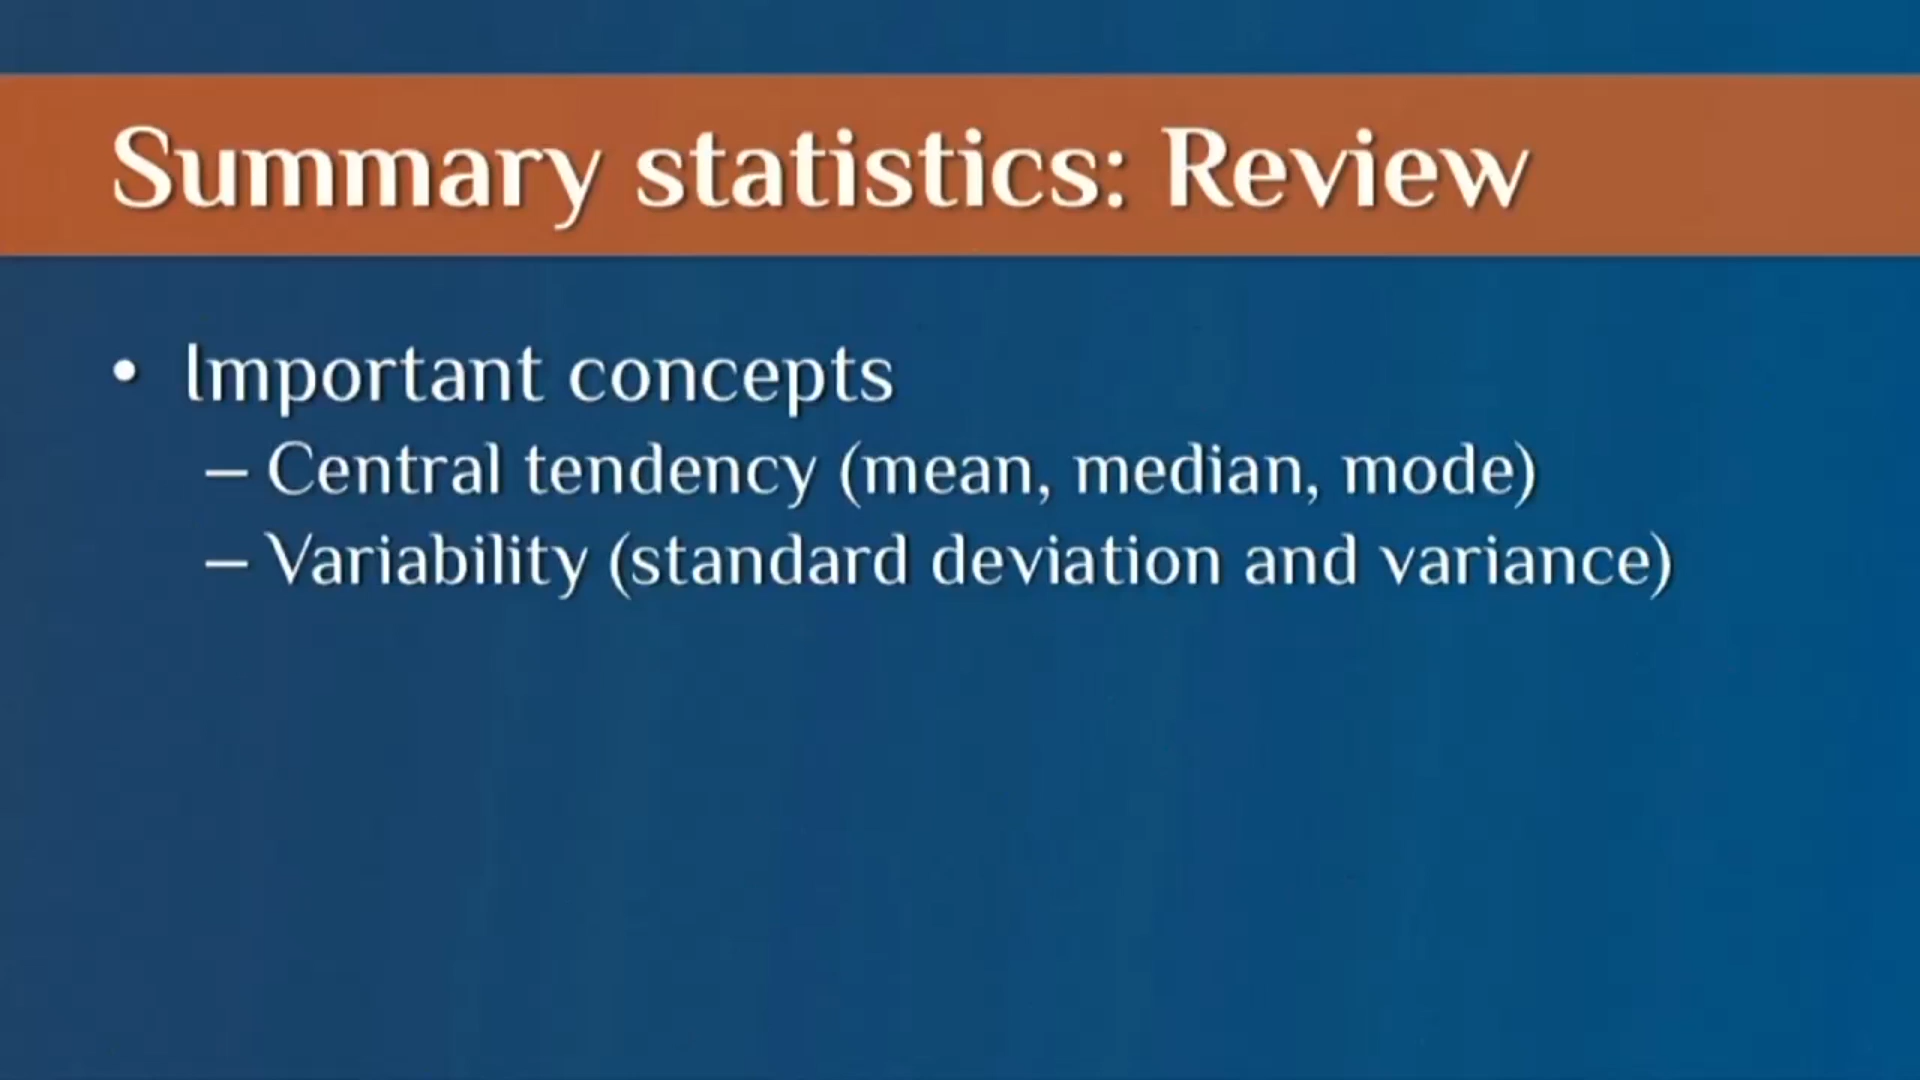 Summary statistics: Review
• Important concepts
– Central tendency (mean, median, mode)
– Variability (standard deviation and variance)